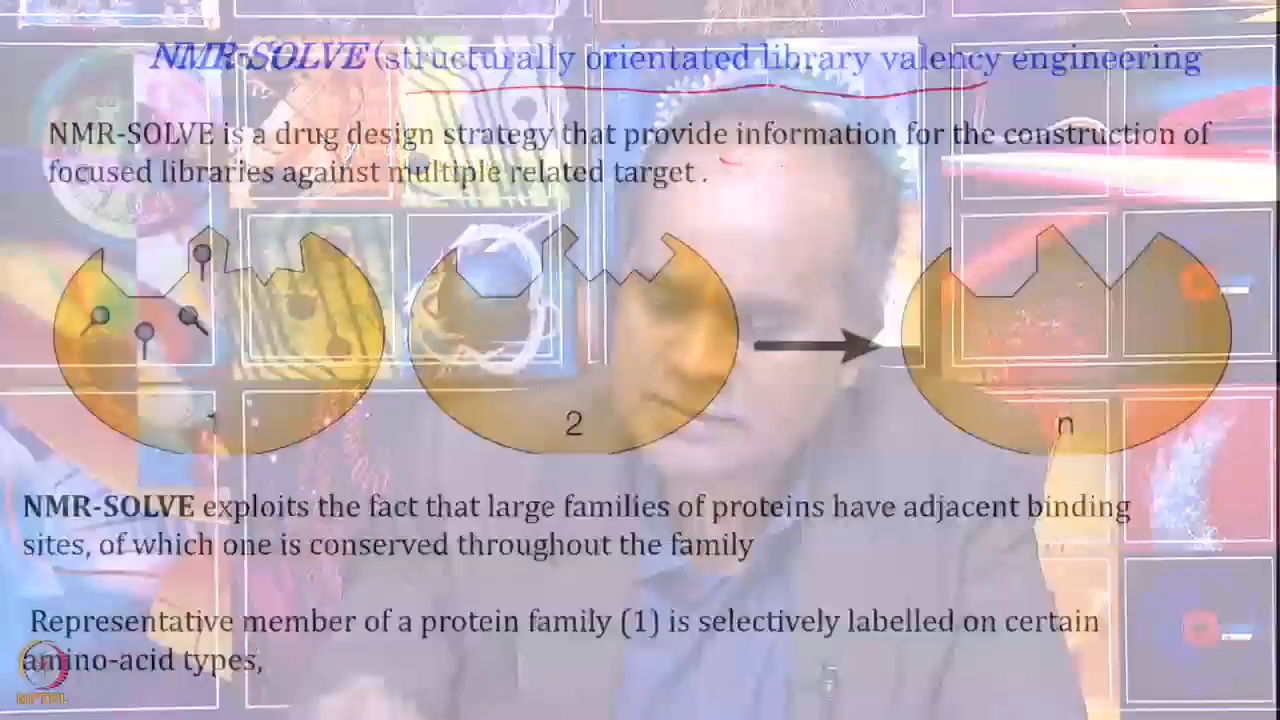 NMR-SOLVE (structurally orientated library valency engineering
NMR-SOLVE is a drug design strategy that provide information for the construction of
focused libraries against multiple related target .
1
2
n
NMR-SOLVE exploits the fact that large families of proteins have adjacent binding
sites, of which one is conserved throughout the family
Representative member of a protein family (1) is selectively labelled on certain
amino-acid types,
NPTEL